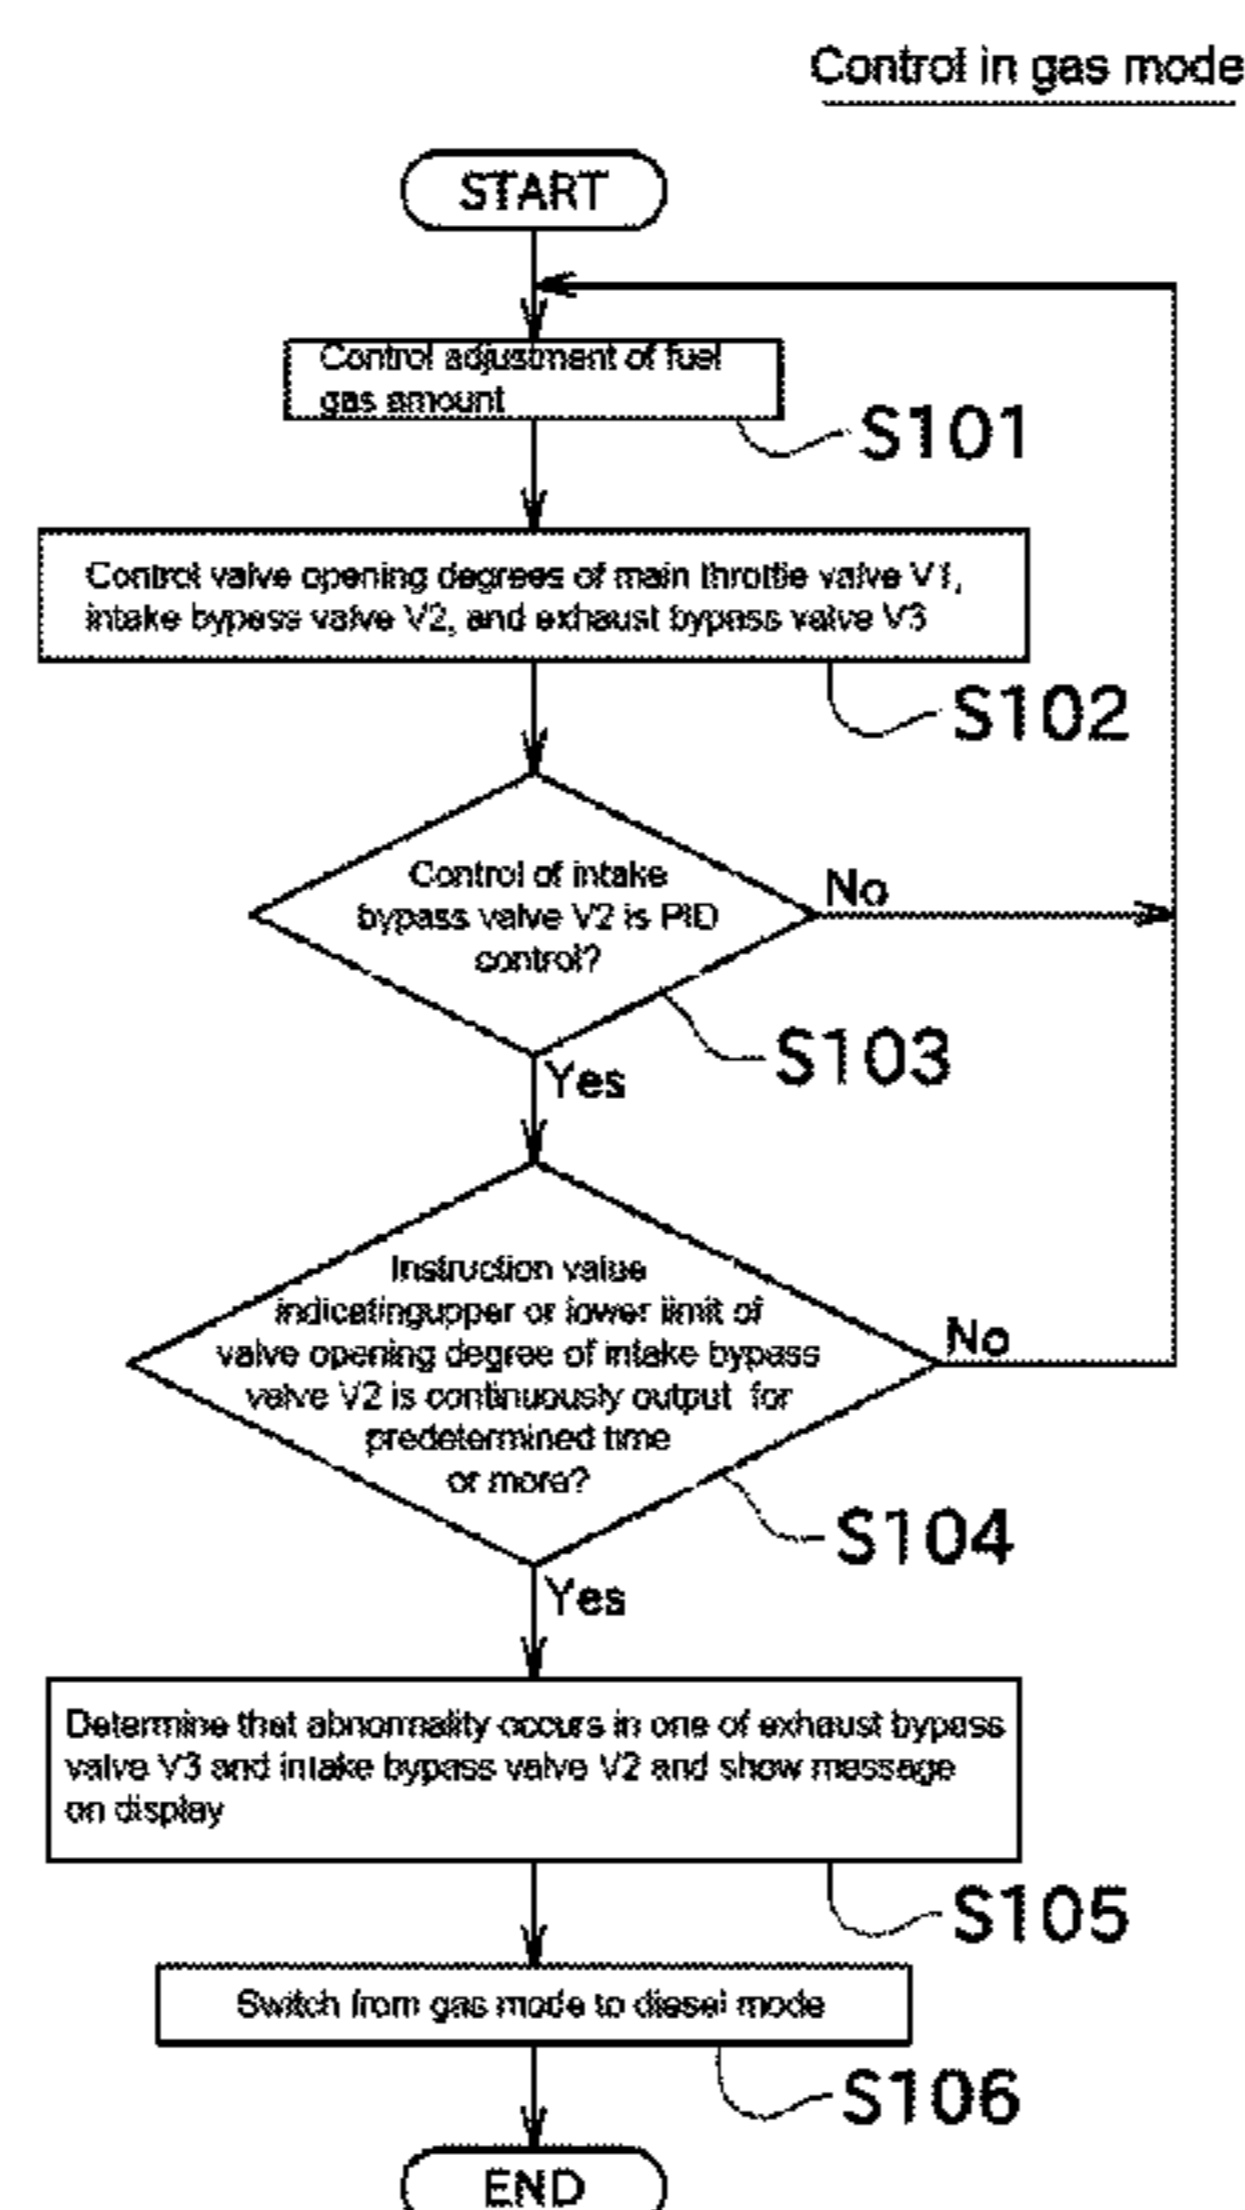 Control in gas mode
START
Control adjustment of fuel
gas amount
S101
Control valve opening degrees of main throttle valve V1,
intake bypass valve V2, and exhaust bypass valve V3
S102
Control of intake
bypass valve V2 is PID
control?
No
S103
Yes
Instruction value
indicatingupper or lower limit of
valve opening degree of intake bypass
valve V2 is continuously output for
predetermined time
or more?
No
S104
Yes
Determine that abnormality occurs in one of exhaust bypass
valve V3 and intake bypass valve V2 and show message
on display
S105
Switch from gas mode to diesel mode
S106
END